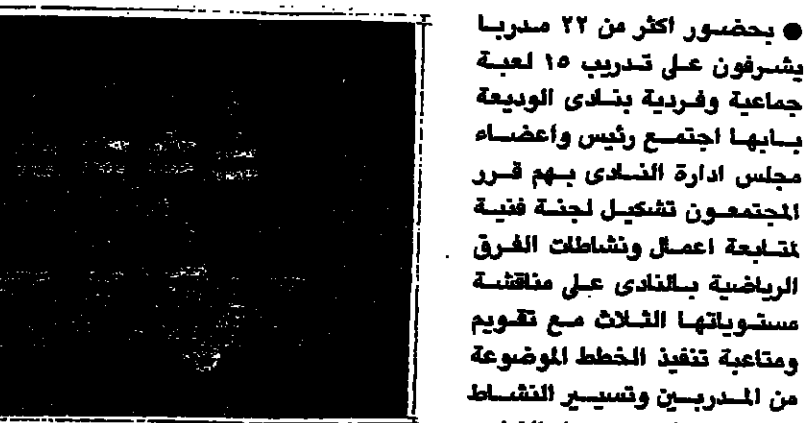 ● بحضور أكثر من ٢٢ مدربا
يشرفون على تدريب ١٥ لعبة
جماعية وفردية بنادى الوديعة
بابها اجتمع رئيس واعضاء
مجلس ادارة النادى بهم قرر
المجتمعون تشكيل لجنة فنية
لمتابعة اعمال ونشاطات الفرق
الرياضية بالنادى على مناقشة
مستوياتها الثلاث مع تقويم
ومتاعبة تنفيذ الخطط الموضوعة
من المدربين وتسيير النشاط